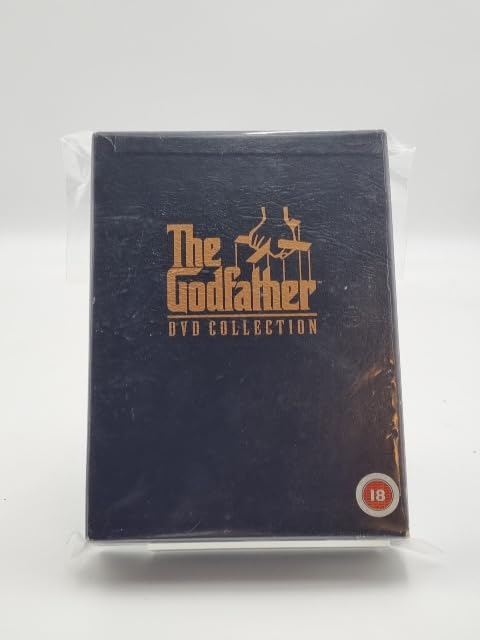 The
Godfather
DVD COLLECTION
18